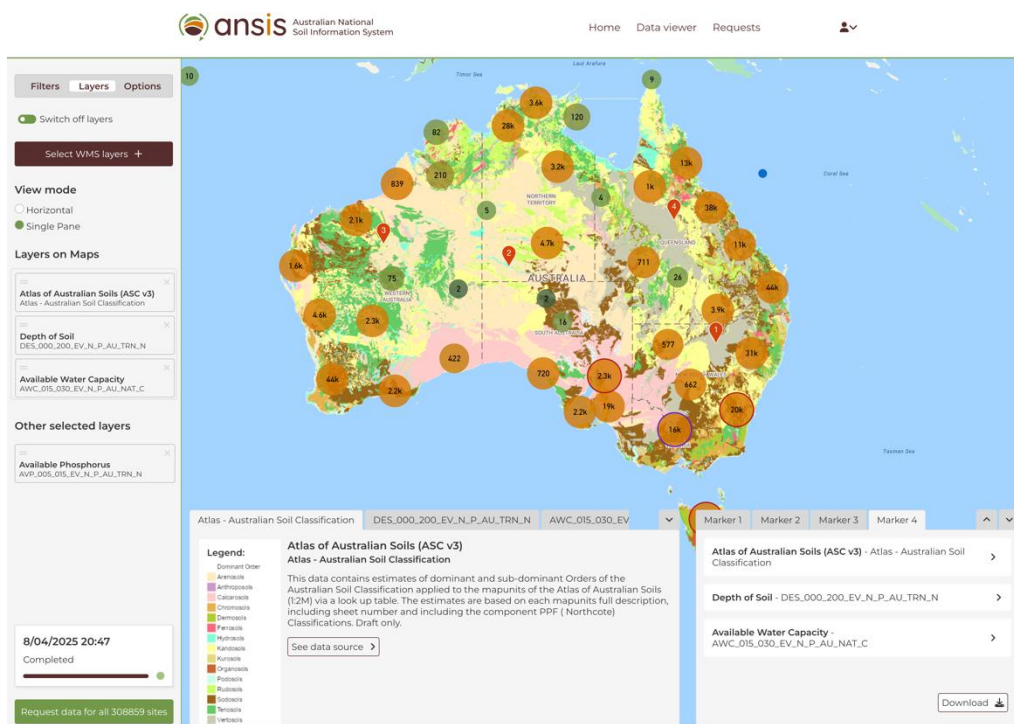 ansis Australian National
Soil Information System
Home Data viewer Requests
Filters Layers Options
Switch off layers
Select WMS layers +
View mode
Horizontal
Single Pane
Layers on Maps
Atlas of Australian Soils (ASC v3)
Atlas - Australian Soil Classification
Depth of Soil
DES_000_200_EV_N_P_AU_TRN_N
Available Water Capacity
AWC_015_030_EV_N_P_AU_NAT_C
Other selected layers
Available Phosphorus
AVP_005_015_EV_N_P_AU_TRN_N
8/04/2025 20:47
Completed
Request data for all 308859 sites
10
Timor Sea
Laut Arafura
9
3.6k
120
28k
82
3.2k
13k
210
839
1k
NORTHERN
TERRITORY
4
5
4
38k
2.1k
3
QUEENSLAND
11k
4.7k
2
711
1.6k
75
AUSTRALIA
26
44k
WESTERN
AUSTRALIA
2
2
3.9k
4.6k
2.3k
16
SOUTH AUSTRALIA
1
577
31k
422
720
2.3k
662
44k
2.2k
2.2k
19k
20k
16k
Coral Sea
Tasman Sea
Atlas - Australian Soil Classification DES_000_200_EV_N_P_AU_TRN_N AWC_015_030_EV
Legend:
Dominant Order
Arenosols
Anthroposols
Calcarosols
Chromosols
Dermosols
Ferrosols
Hydrosols
Kandosols
Kurosols
Organosols
Podosols
Rudosols
Sodosols
Tenosols
Vertosols
Atlas of Australian Soils (ASC v3)
Atlas - Australian Soil Classification
This data contains estimates of dominant and sub-dominant Orders of the
Australian Soil Classification applied to the mapunits of the Atlas of Australian Soils
(1:2M) via a look up table. The estimates are based on each mapunits full description,
including sheet number and including the component PPF ( Northcote)
Classifications. Draft only.
See data source >
Marker 1 Marker 2 Marker 3 Marker 4
Atlas of Australian Soils (ASC v3) - Atlas - Australian Soil
Classification
Depth of Soil - DES_000_200_EV_N_P_AU_TRN_N
Available Water Capacity -
AWC_015_030_EV_N_P_AU_NAT_C
Download